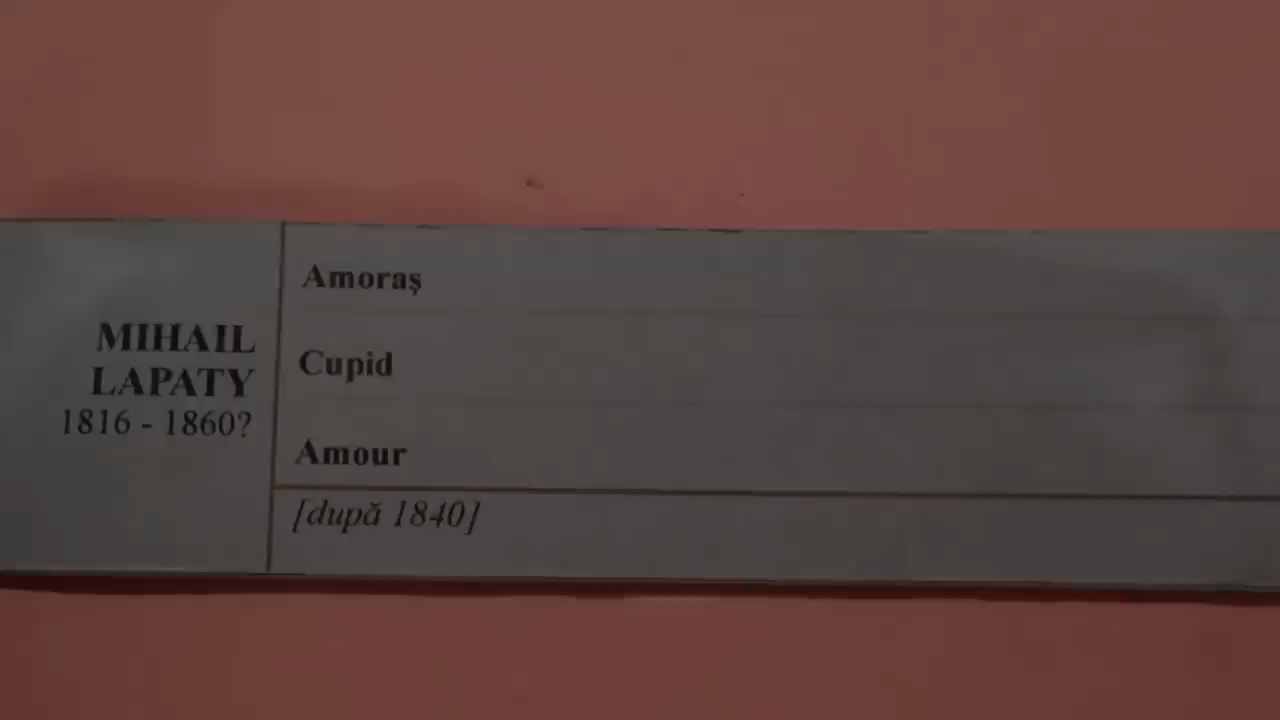 MIHAIL
LAPATY
1816 - 1860?
Amoraş
Cupid
Amour
[după 1840]